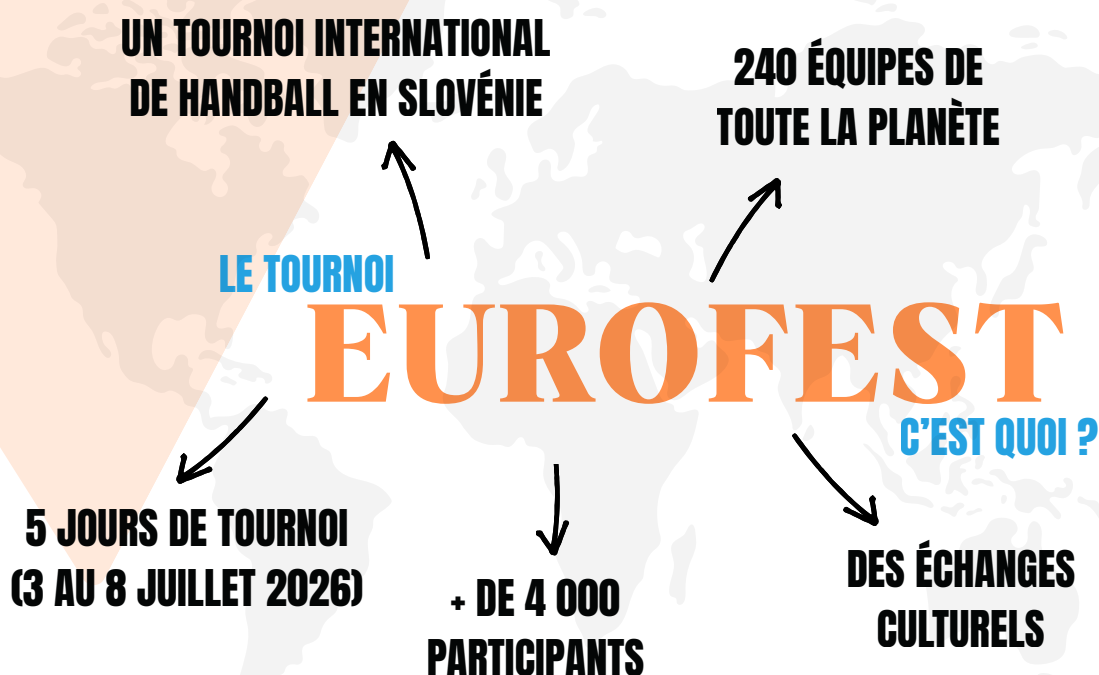 UN TOURNOI INTERNATIONAL
DE HANDBALL EN SLOVÉNIE
240 ÉQUIPES DE
TOUTE LA PLANÈTE
LE TOURNOI
EUROFEST
C'EST QUOI ?
5 JOURS DE TOURNOI
(3 AU 8 JUILLET 2026)
+ DE 4 000
PARTICIPANTS
DES ÉCHANGES
CULTURELS